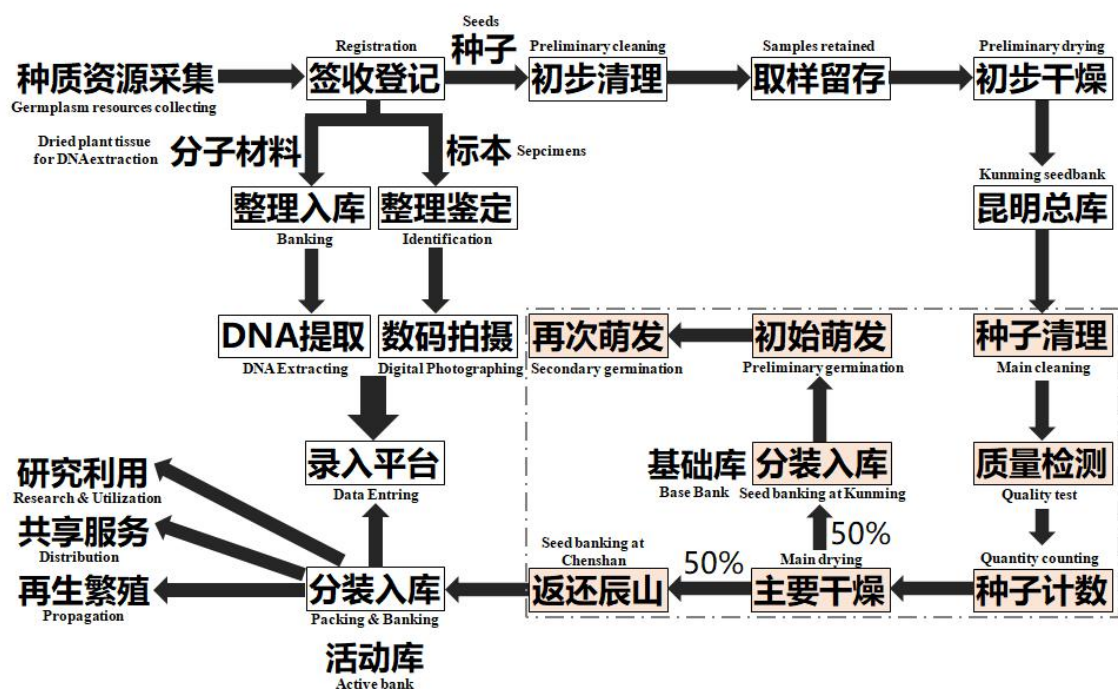 种质资源采集
Germplasm resources collecting
Registration
签收登记
Seeds
种子
Preliminary cleaning
初步清理
Samples retained
取样留存
Preliminary drying
初步干燥
Dried plant tissue
for DNA extraction
分子材料
标本
Sepcimens
整理入库
Banking
整理鉴定
Identification
Kunming seedbank
昆明总库
DNA提取
DNA Extracting
数码拍摄
Digital Photographing
再次萌发
Secondary germination
初始萌发
Preliminary germination
种子清理
Main cleaning
录入平台
Data Entring
基础库
Base Bank
分装入库
Seed banking at Kunming
质量检测
Quality test
研究利用
Research & Utilization
共享服务
Distribution
再生繁殖
Propagation
分装入库
Packing & Banking
活动库
Active bank
Seed banking at
Chenshan
返还辰山
50%
50%
Main drying
主要干燥
Quantity counting
种子计数